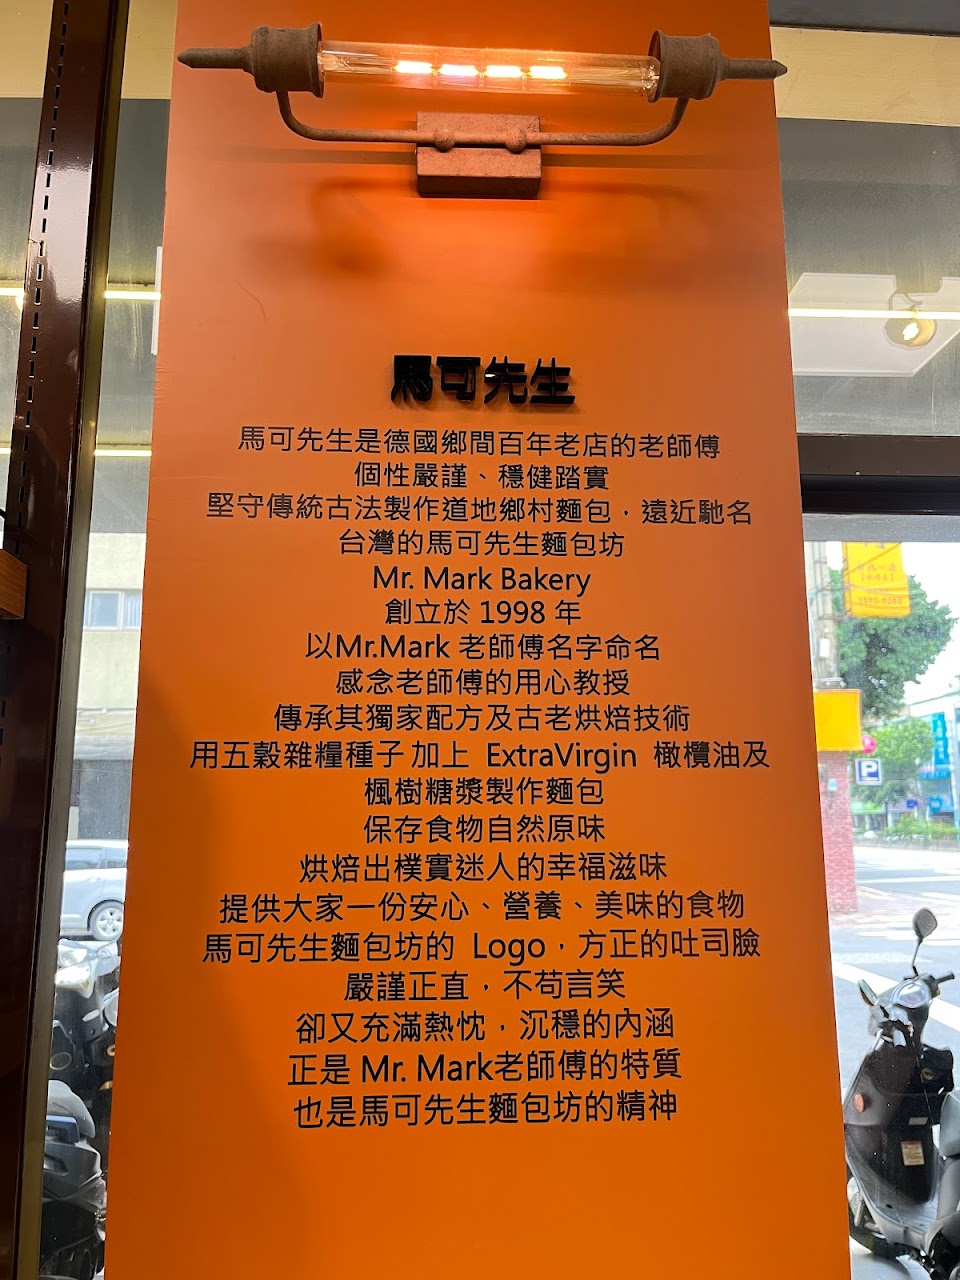 馬可先生
馬可先生是德國鄉間百年老店的老師傅
個性嚴謹、穩健踏實
堅守傳統古法製作道地鄉村麵包，遠近馳名
台灣的馬可先生麵包坊
Mr. Mark Bakery
創立於 1998 年
以Mr.Mark 老師傅名字命名
感念老師傅的用心教授
傳承其獨家配方及古老烘焙技術
用五穀雜糧種子 加上 ExtraVirgin 橄欖油及
楓樹糖漿製作麵包
保存食物自然原味
烘焙出樸實迷人的幸福滋味
提供大家一份安心、營養、美味的食物
馬可先生麵包坊的 Logo，方正的吐司臉
嚴謹正直，不苟言笑
卻又充滿熱忱，沉穩的內涵
正是 Mr. Mark老師傅的特質
也是馬可先生麵包坊的精神
P